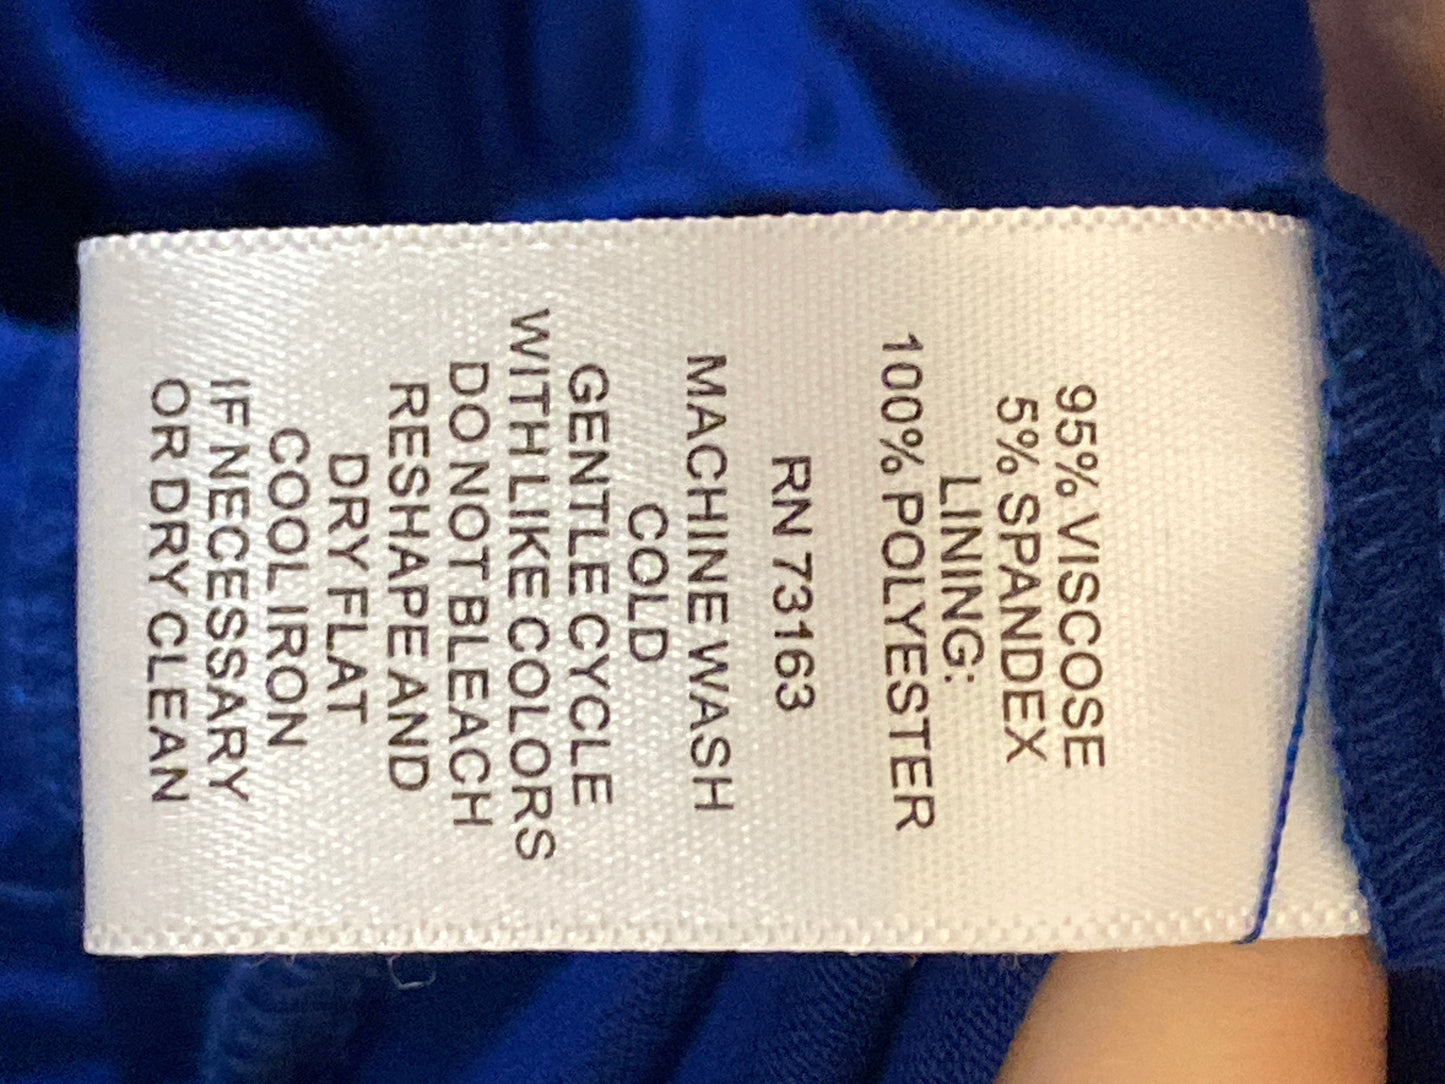 95% VISCOSE
5% SPANDEX
LINING:
100% POLYESTER
RN 73163
MACHINE WASH
COLD
GENTLE CYCLE
WITH LIKE COLORS
DO NOT BLEACH
RESHAPE AND
DRY FLAT
COOL IRON
IF NECESSARY
OR DRY CLEAN